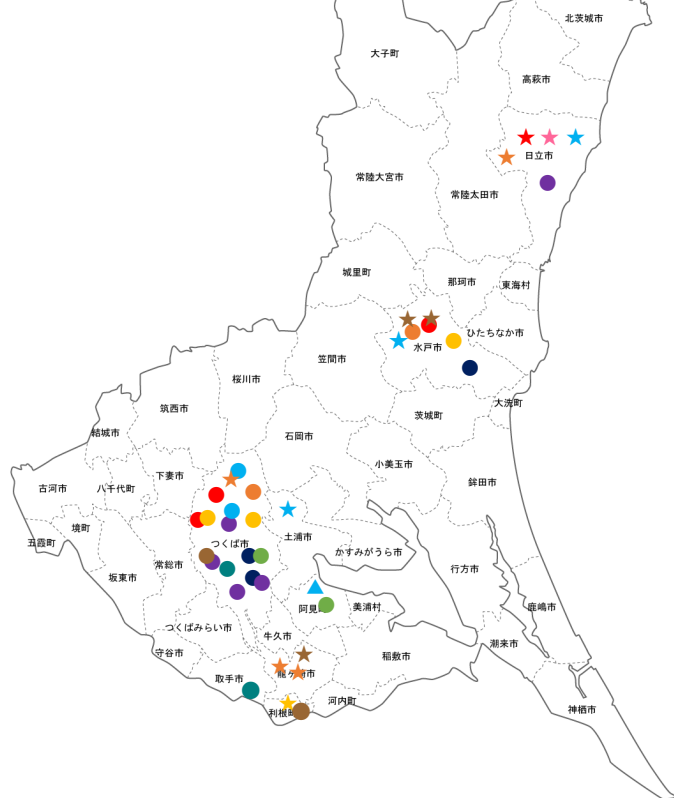 北茨城市
大子町
高萩市
日立市
常陸大宮市
常陸太田市
城里町
那珂市
東海村
ひたちなか市
水戸市
笠間市
桜川市
大洗町
筑西市
茨城町
結城市
石岡市
小美玉市
下妻市
鉾田市
古河市
八千代町
境町
五霞町
つくば市
土浦市
かすみがうら市
常総市
坂東市
行方市
阿見
美浦村
鹿嶋市
つくばみらい市
牛久市
潮来市
守谷市
稲敷市
龍ケ崎市
取手市
河内町
神栖市
利根町